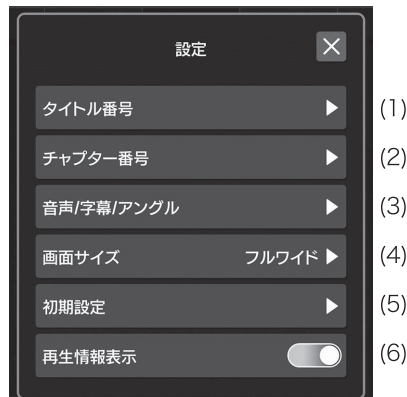 設定
タイトル番号 (1)
チャプター番号 (2)
音声/字幕/アングル (3)
画面サイズ フルワイド (4)
初期設定 (5)
再生情報表示 (6)